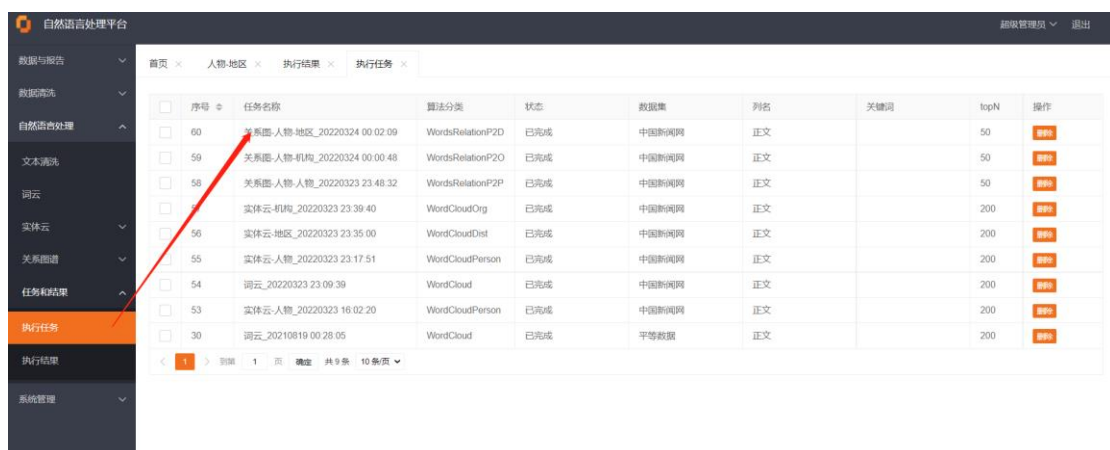 自然语言处理平台
超级管理员 退出
数据与报告
首页 × 人物-地区 × 执行结果 × 执行任务 ×
数据清洗
自然语言处理
文本清洗
词云
实体云
关系图谱
任务和结果
执行任务
执行结果
系统管理
序号 任务名称 算法分类 状态 数据集 列名 关键词 topN 操作
60 关系图-人物-地区_20220324 00:02:09 WordsRelationP2D 已完成 中国新闻网 正文 50 删除
59 关系图-人物-机构_20220324 00:00:48 WordsRelationP2O 已完成 中国新闻网 正文 50 删除
58 关系图-人物-人物_20220323 23:48:32 WordsRelationP2P 已完成 中国新闻网 正文 50 删除
实体云-机构_20220323 23:39:40 WordCloudOrg 已完成 中国新闻网 正文 200 删除
56 实体云-地区_20220323 23:35:00 WordCloudDist 已完成 中国新闻网 正文 200 删除
55 实体云-人物_20220323 23:17:51 WordCloudPerson 已完成 中国新闻网 正文 200 删除
54 词云_20220323 23:09:39 WordCloud 已完成 中国新闻网 正文 200 删除
53 实体云-人物_20220323 16:02:20 WordCloudPerson 已完成 中国新闻网 正文 200 删除
30 词云_20210819 00:28:05 WordCloud 已完成 平等数据 正文 200 删除
< 1 > 到第 1 页 确定 共 9 条 10 条/页